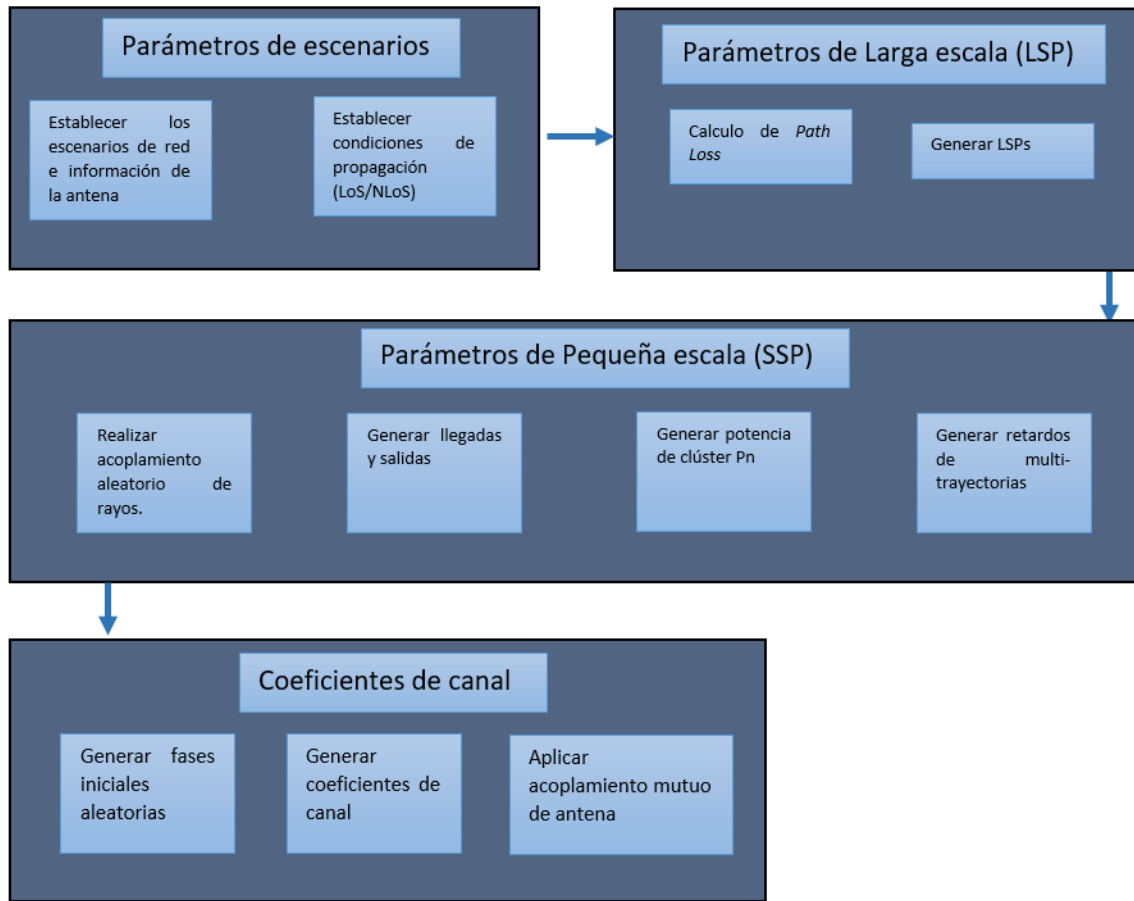 Parámetros de escenarios
Establecer los
escenarios de red
e información de
la antena
Establecer
condiciones de
propagación
(LoS/NLoS)
Parámetros de Larga escala (LSP)
Calculo de Path
Loss
Generar LSPs
Parámetros de Pequeña escala (SSP)
Realizar
acoplamiento
aleatorio de
rayos.
Generar llegadas
y salidas
Generar potencia
de clúster Pn
Generar retardos
de multi-
trayectorias
Coeficientes de canal
Generar fases
iniciales
aleatorias
Generar
coeficientes de
canal
Aplicar
acoplamiento mutuo
de antena